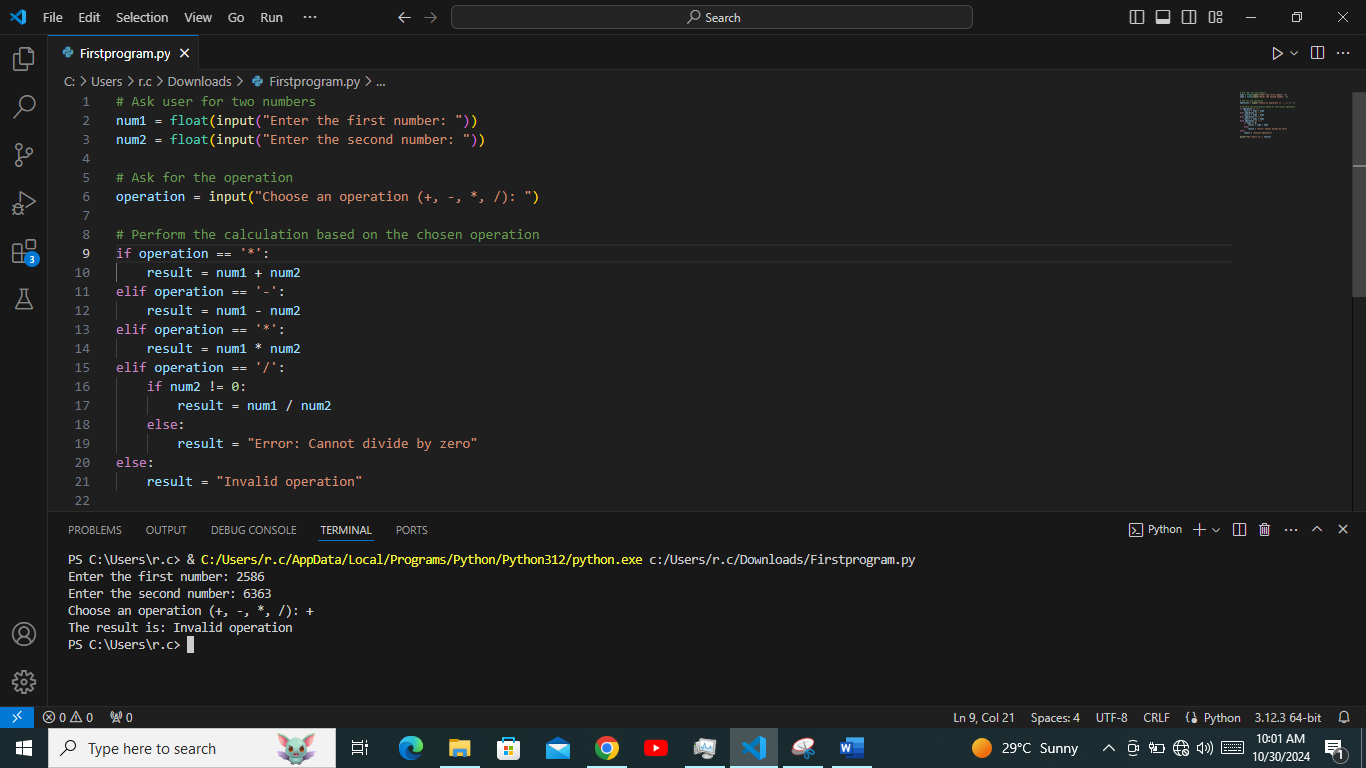 File Edit Selection View Go Run ··· Search
Firstprogram.py
C: > Users > r.c > Downloads > Firstprogram.py > ...
1 # Ask user for two numbers
2 num1 = float(input("Enter the first number: "))
3 num2 = float(input("Enter the second number: "))
4
5 # Ask for the operation
6 operation = input("Choose an operation (+, -, *, /): ")
7
8 # Perform the calculation based on the chosen operation
9 if operation == '*':
10     result = num1 + num2
11 elif operation == '-':
12     result = num1 - num2
13 elif operation == '*':
14     result = num1 * num2
15 elif operation == '/':
16     if num2 != 0:
17         result = num1 / num2
18     else:
19         result = "Error: Cannot divide by zero"
20 else:
21     result = "Invalid operation"
22
3
PROBLEMS OUTPUT DEBUG CONSOLE TERMINAL PORTS Python
PS C:\Users\r.c> & C:/Users/r.c/AppData/Local/Programs/Python/Python312/python.exe c:/Users/r.c/Downloads/Firstprogram.py
Enter the first number: 2586
Enter the second number: 6363
Choose an operation (+, -, *, /): +
The result is: Invalid operation
PS C:\Users\r.c>
0 0 0 Ln 9, Col 21 Spaces: 4 UTF-8 CRLF Python 3.12.3 64-bit
Type here to search 29°C Sunny 10:01 AM
10/30/2024 1